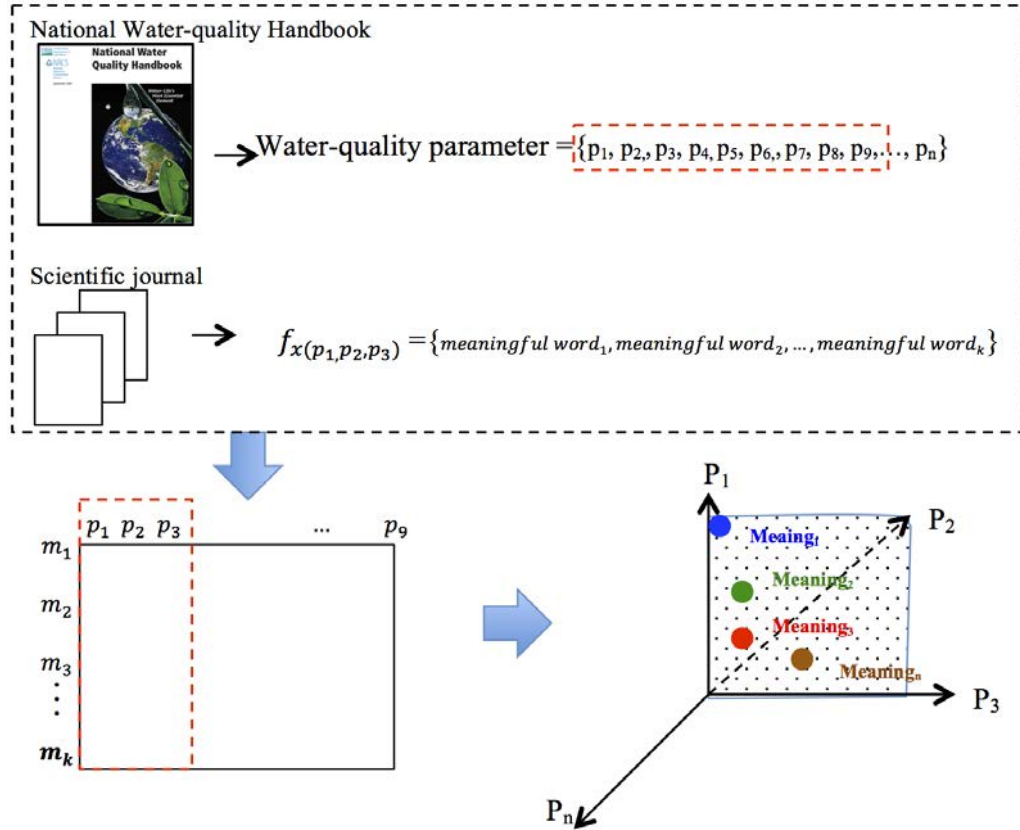 National Water-quality Handbook
NRCS
National Water
Quality Handbook
Water-quality parameter = {p₁, p₂,, p₃, p₄, p₅, p₆,, p₇, p₈, p₉,..., pₙ}
Scientific journal
fₓ₍ₚ₁,ₚ₂,ₚ₃₎ = {meaningful word₁, meaningful word₂, ..., meaningful wordₖ}
p₁ p₂ p₃ ... p₉
m₁
m₂
m₃
⋮
mₖ
P₁
P₂
Meaing₁
Meaning₂
Meaning₃
Meaningₙ
P₃
Pₙ